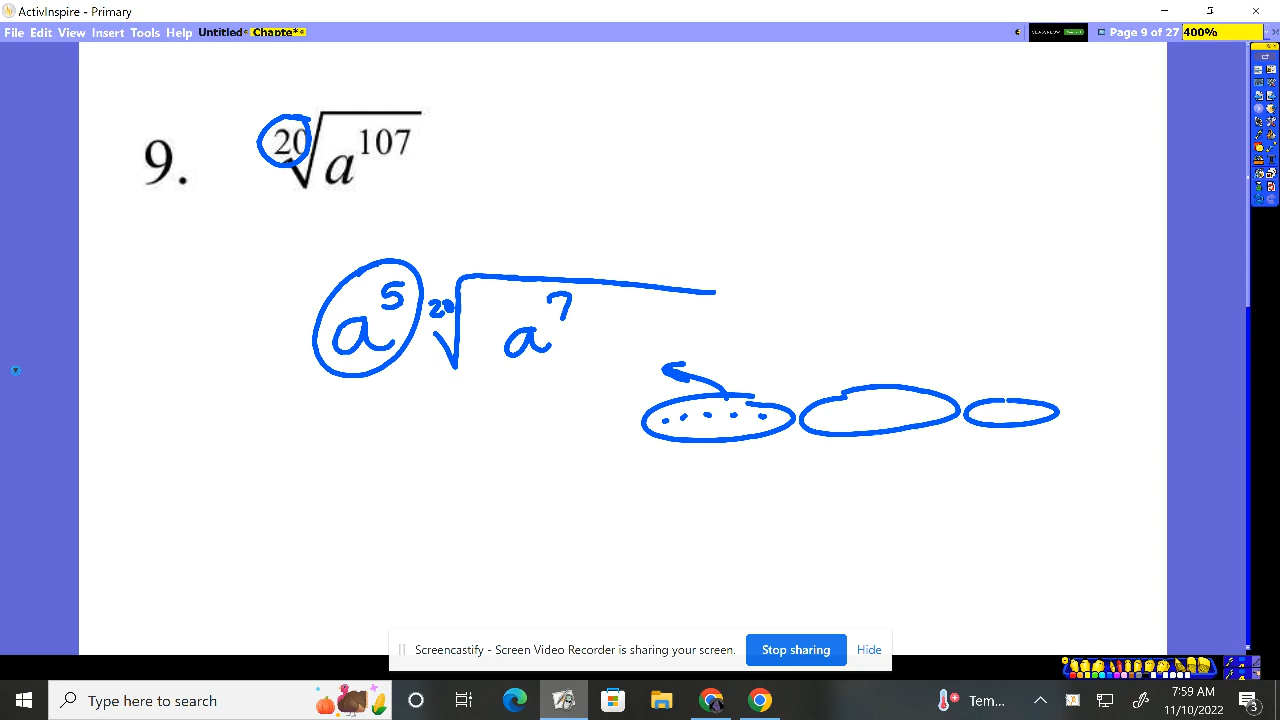 ActivInspire - Primary
File Edit View Insert Tools Help Untitled* Chapte*
Page 9 of 27 400%
9. 20√a^107
a^5 20√a^7
Screencastify - Screen Video Recorder is sharing your screen. Stop sharing Hide
Type here to search
Tem...
7:59 AM
11/10/2022
3